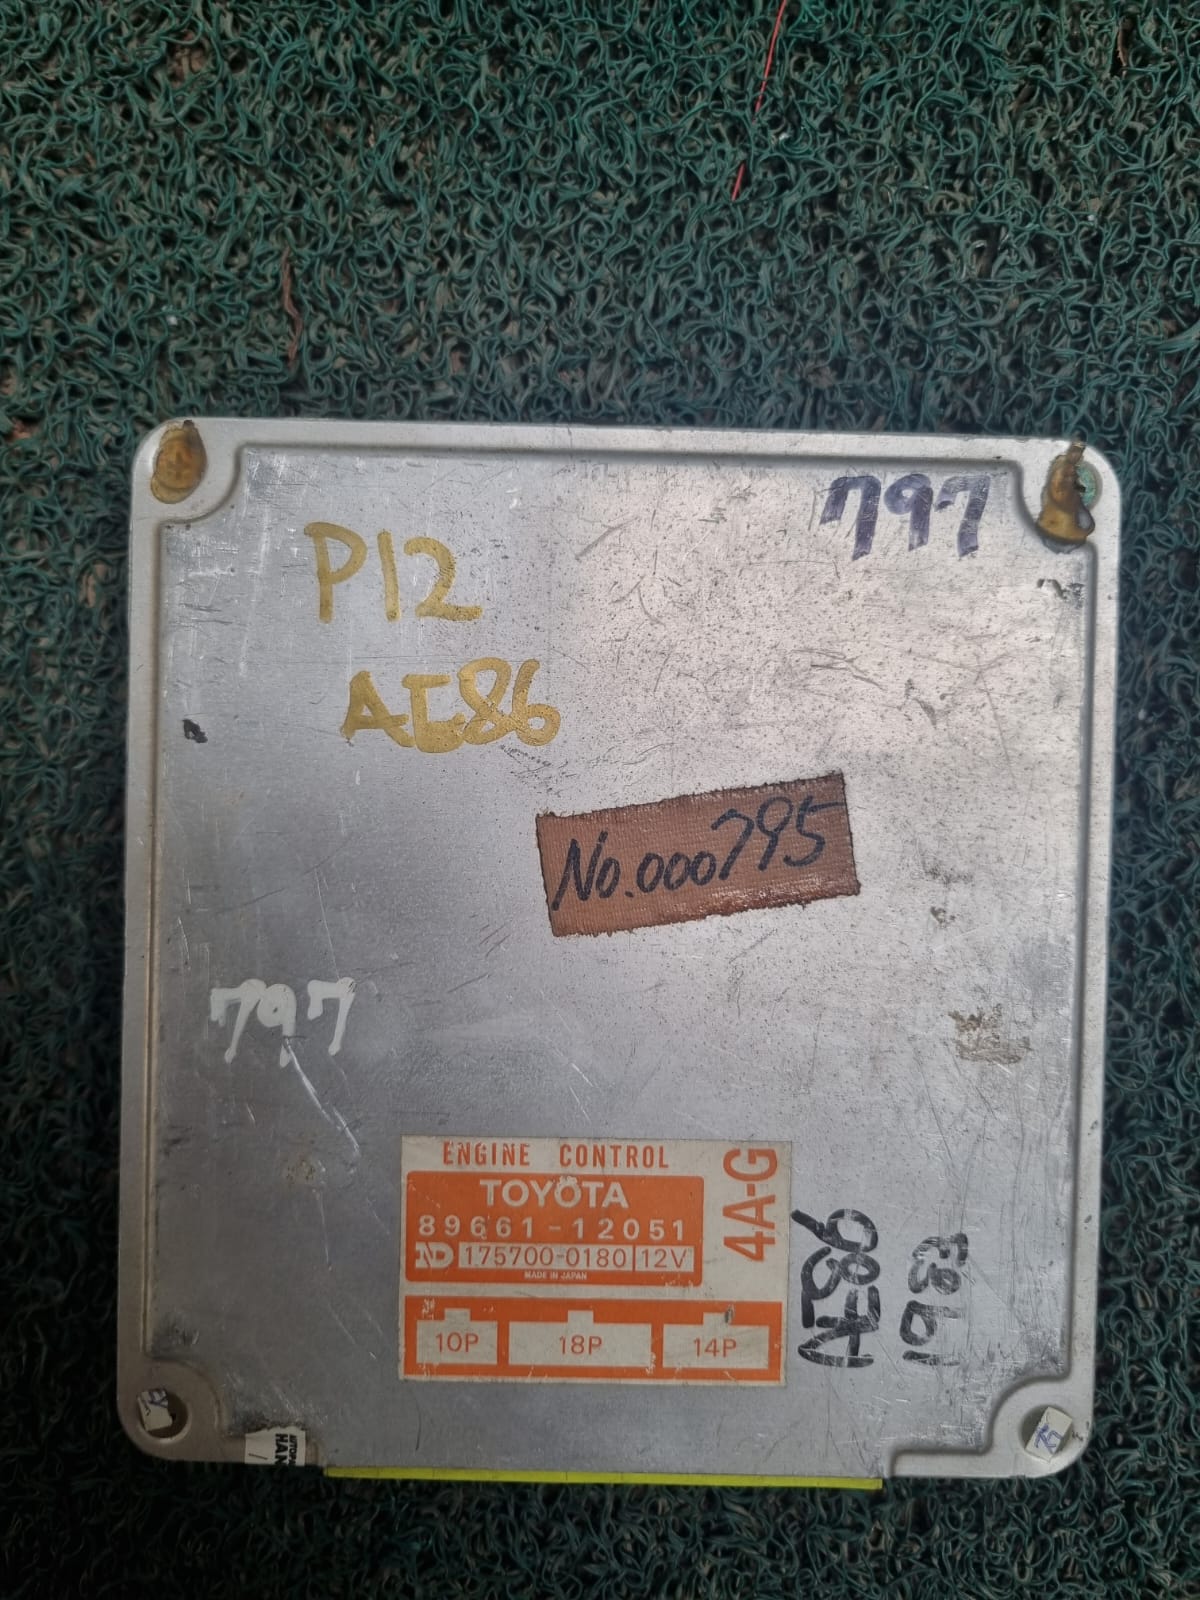 797
P12
AE86
No.000795
797
ENGINE CONTROL
4A-G
TOYOTA
89661-12051
ND 175700-0180 12V
MADE IN JAPAN
10P 18P 14P
AE86
1983